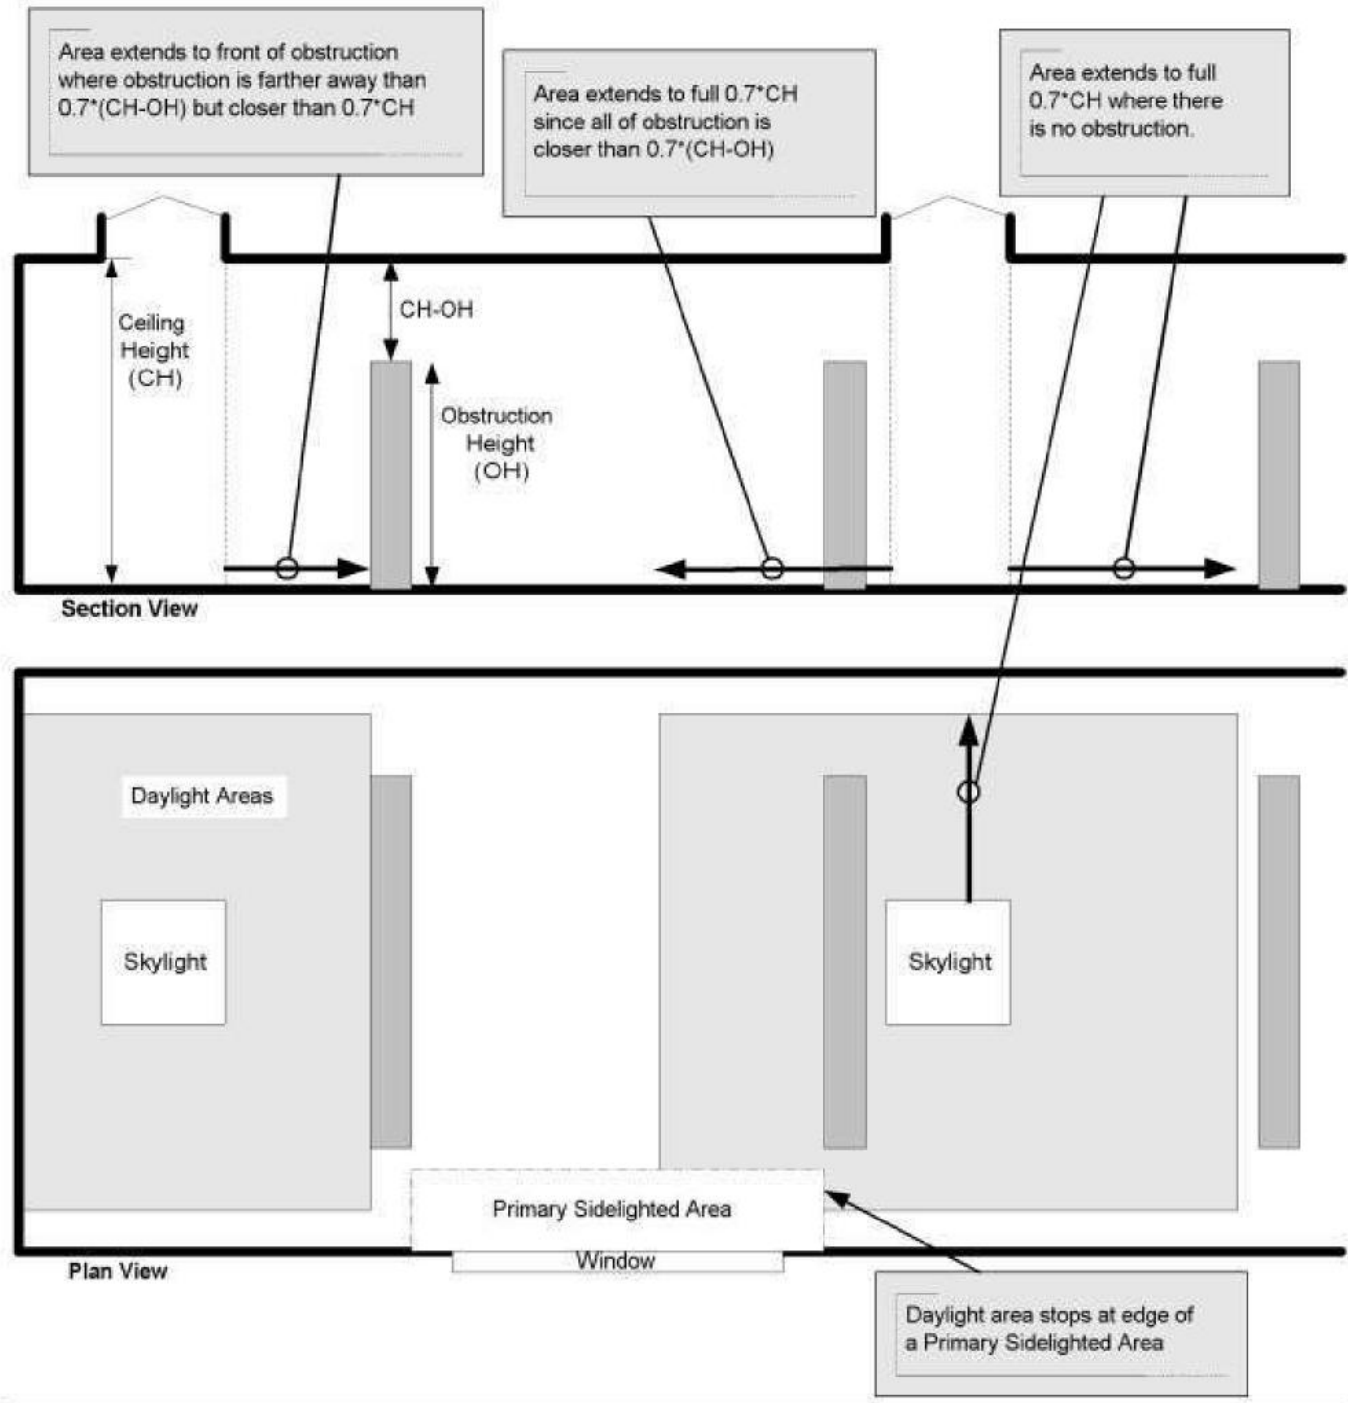 Area extends to front of obstruction
where obstruction is farther away than
0.7*(CH-OH) but closer than 0.7*CH
Area extends to full 0.7*CH
since all of obstruction is
closer than 0.7*(CH-OH)
Area extends to full
0.7*CH where there
is no obstruction.
Ceiling
Height
(CH)
CH-OH
Obstruction
Height
(OH)
Section View
Daylight Areas
Skylight
Skylight
Primary Sidelighted Area
Window
Plan View
Daylight area stops at edge of
a Primary Sidelighted Area